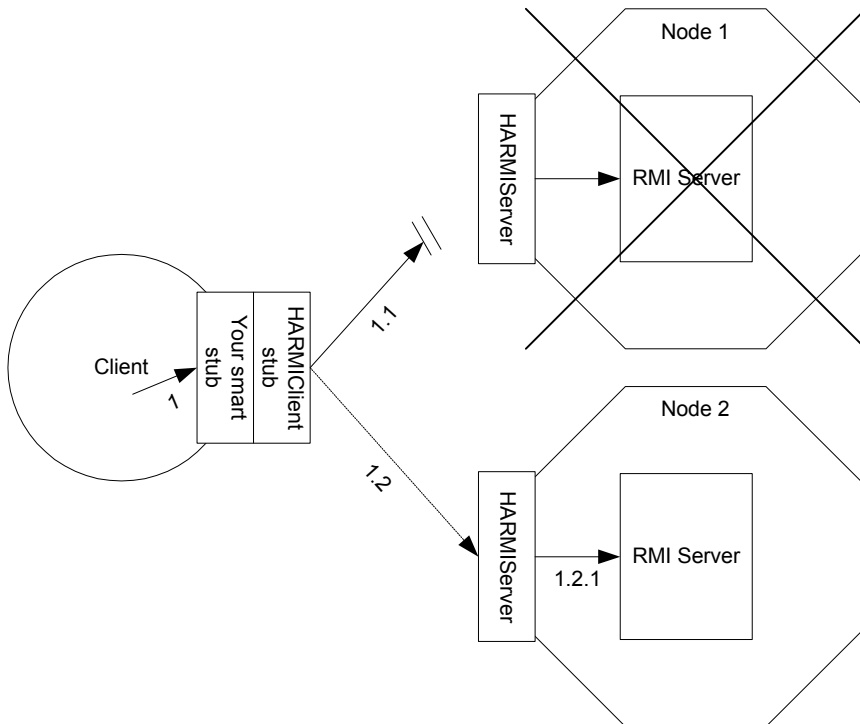 Node 1
HARMIServer
RMI Server
1.1
Client
1
Your smart
stub
HARMIClient
stub
1.2
Node 2
HARMIServer
1.2.1
RMI Server